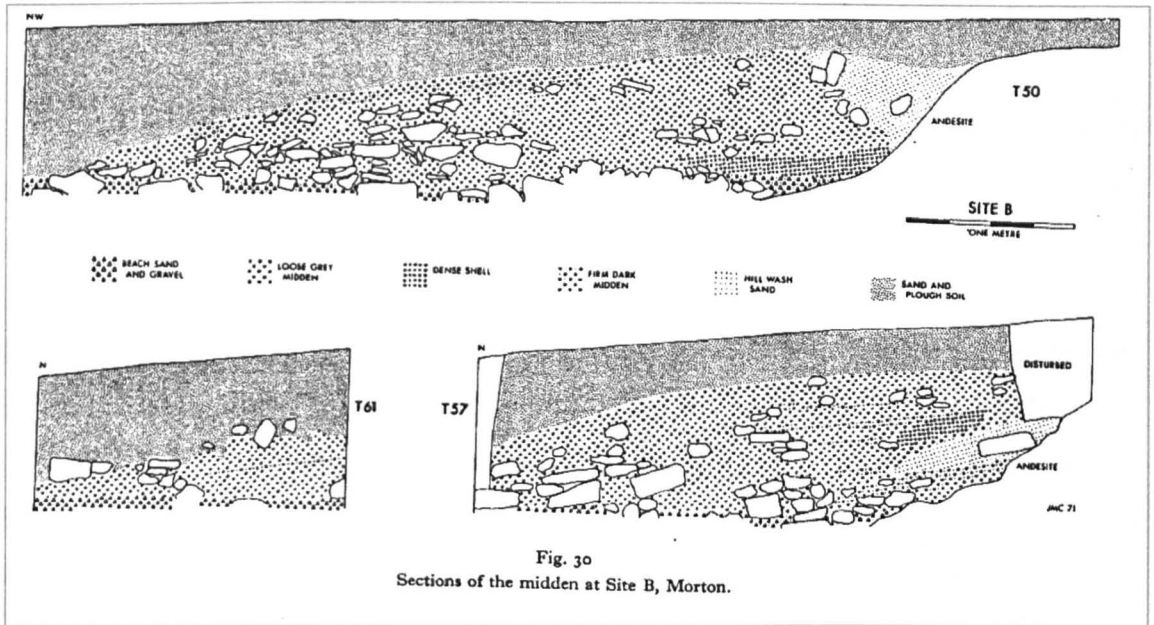 NW
T50
ANDESITE
SITE B
ONE METRE
BEACH SAND
AND GRAVEL
LOOSE GREY
MIDDEN
DENSE SHELL
FIRM DARK
MIDDEN
HILL WASH
SAND
SAND AND
PLOUGH SOIL
N
T61
T57
N
DISTURBED
ANDESITE
JMC 71
Fig. 30
Sections of the midden at Site B, Morton.